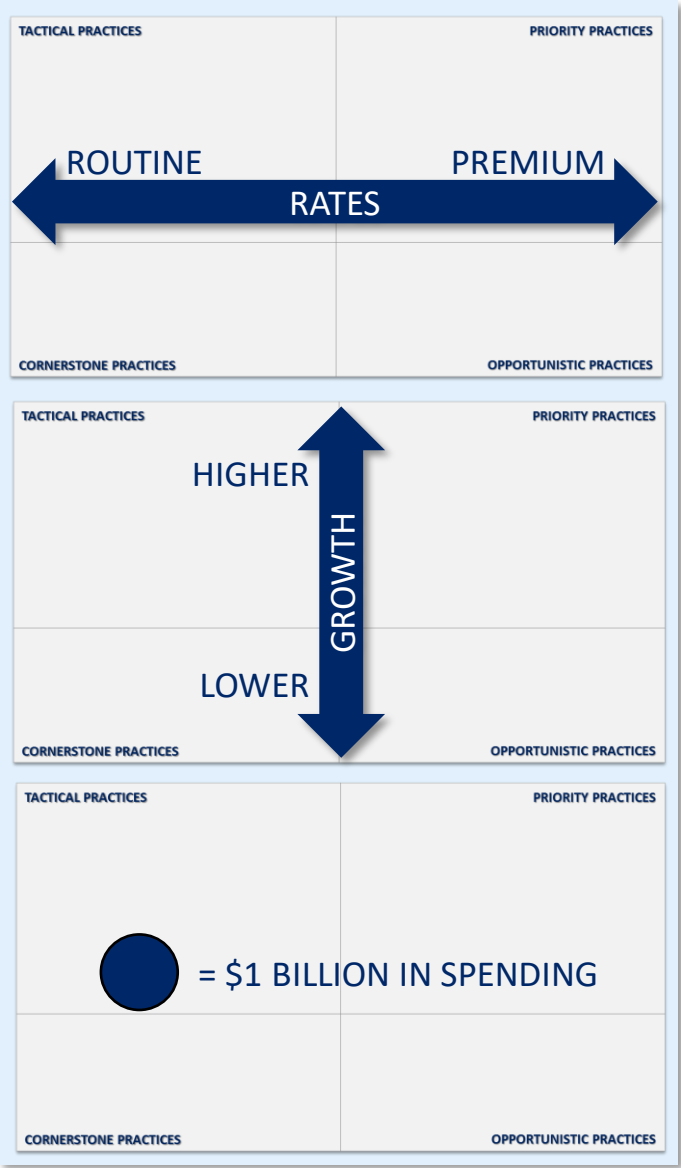 TACTICAL PRACTICES PRIORITY PRACTICES
ROUTINE PREMIUM
RATES
CORNERSTONE PRACTICES OPPORTUNISTIC PRACTICES
TACTICAL PRACTICES PRIORITY PRACTICES
HIGHER
GROWTH
LOWER
CORNERSTONE PRACTICES OPPORTUNISTIC PRACTICES
TACTICAL PRACTICES PRIORITY PRACTICES
= $1 BILLION IN SPENDING
CORNERSTONE PRACTICES OPPORTUNISTIC PRACTICES